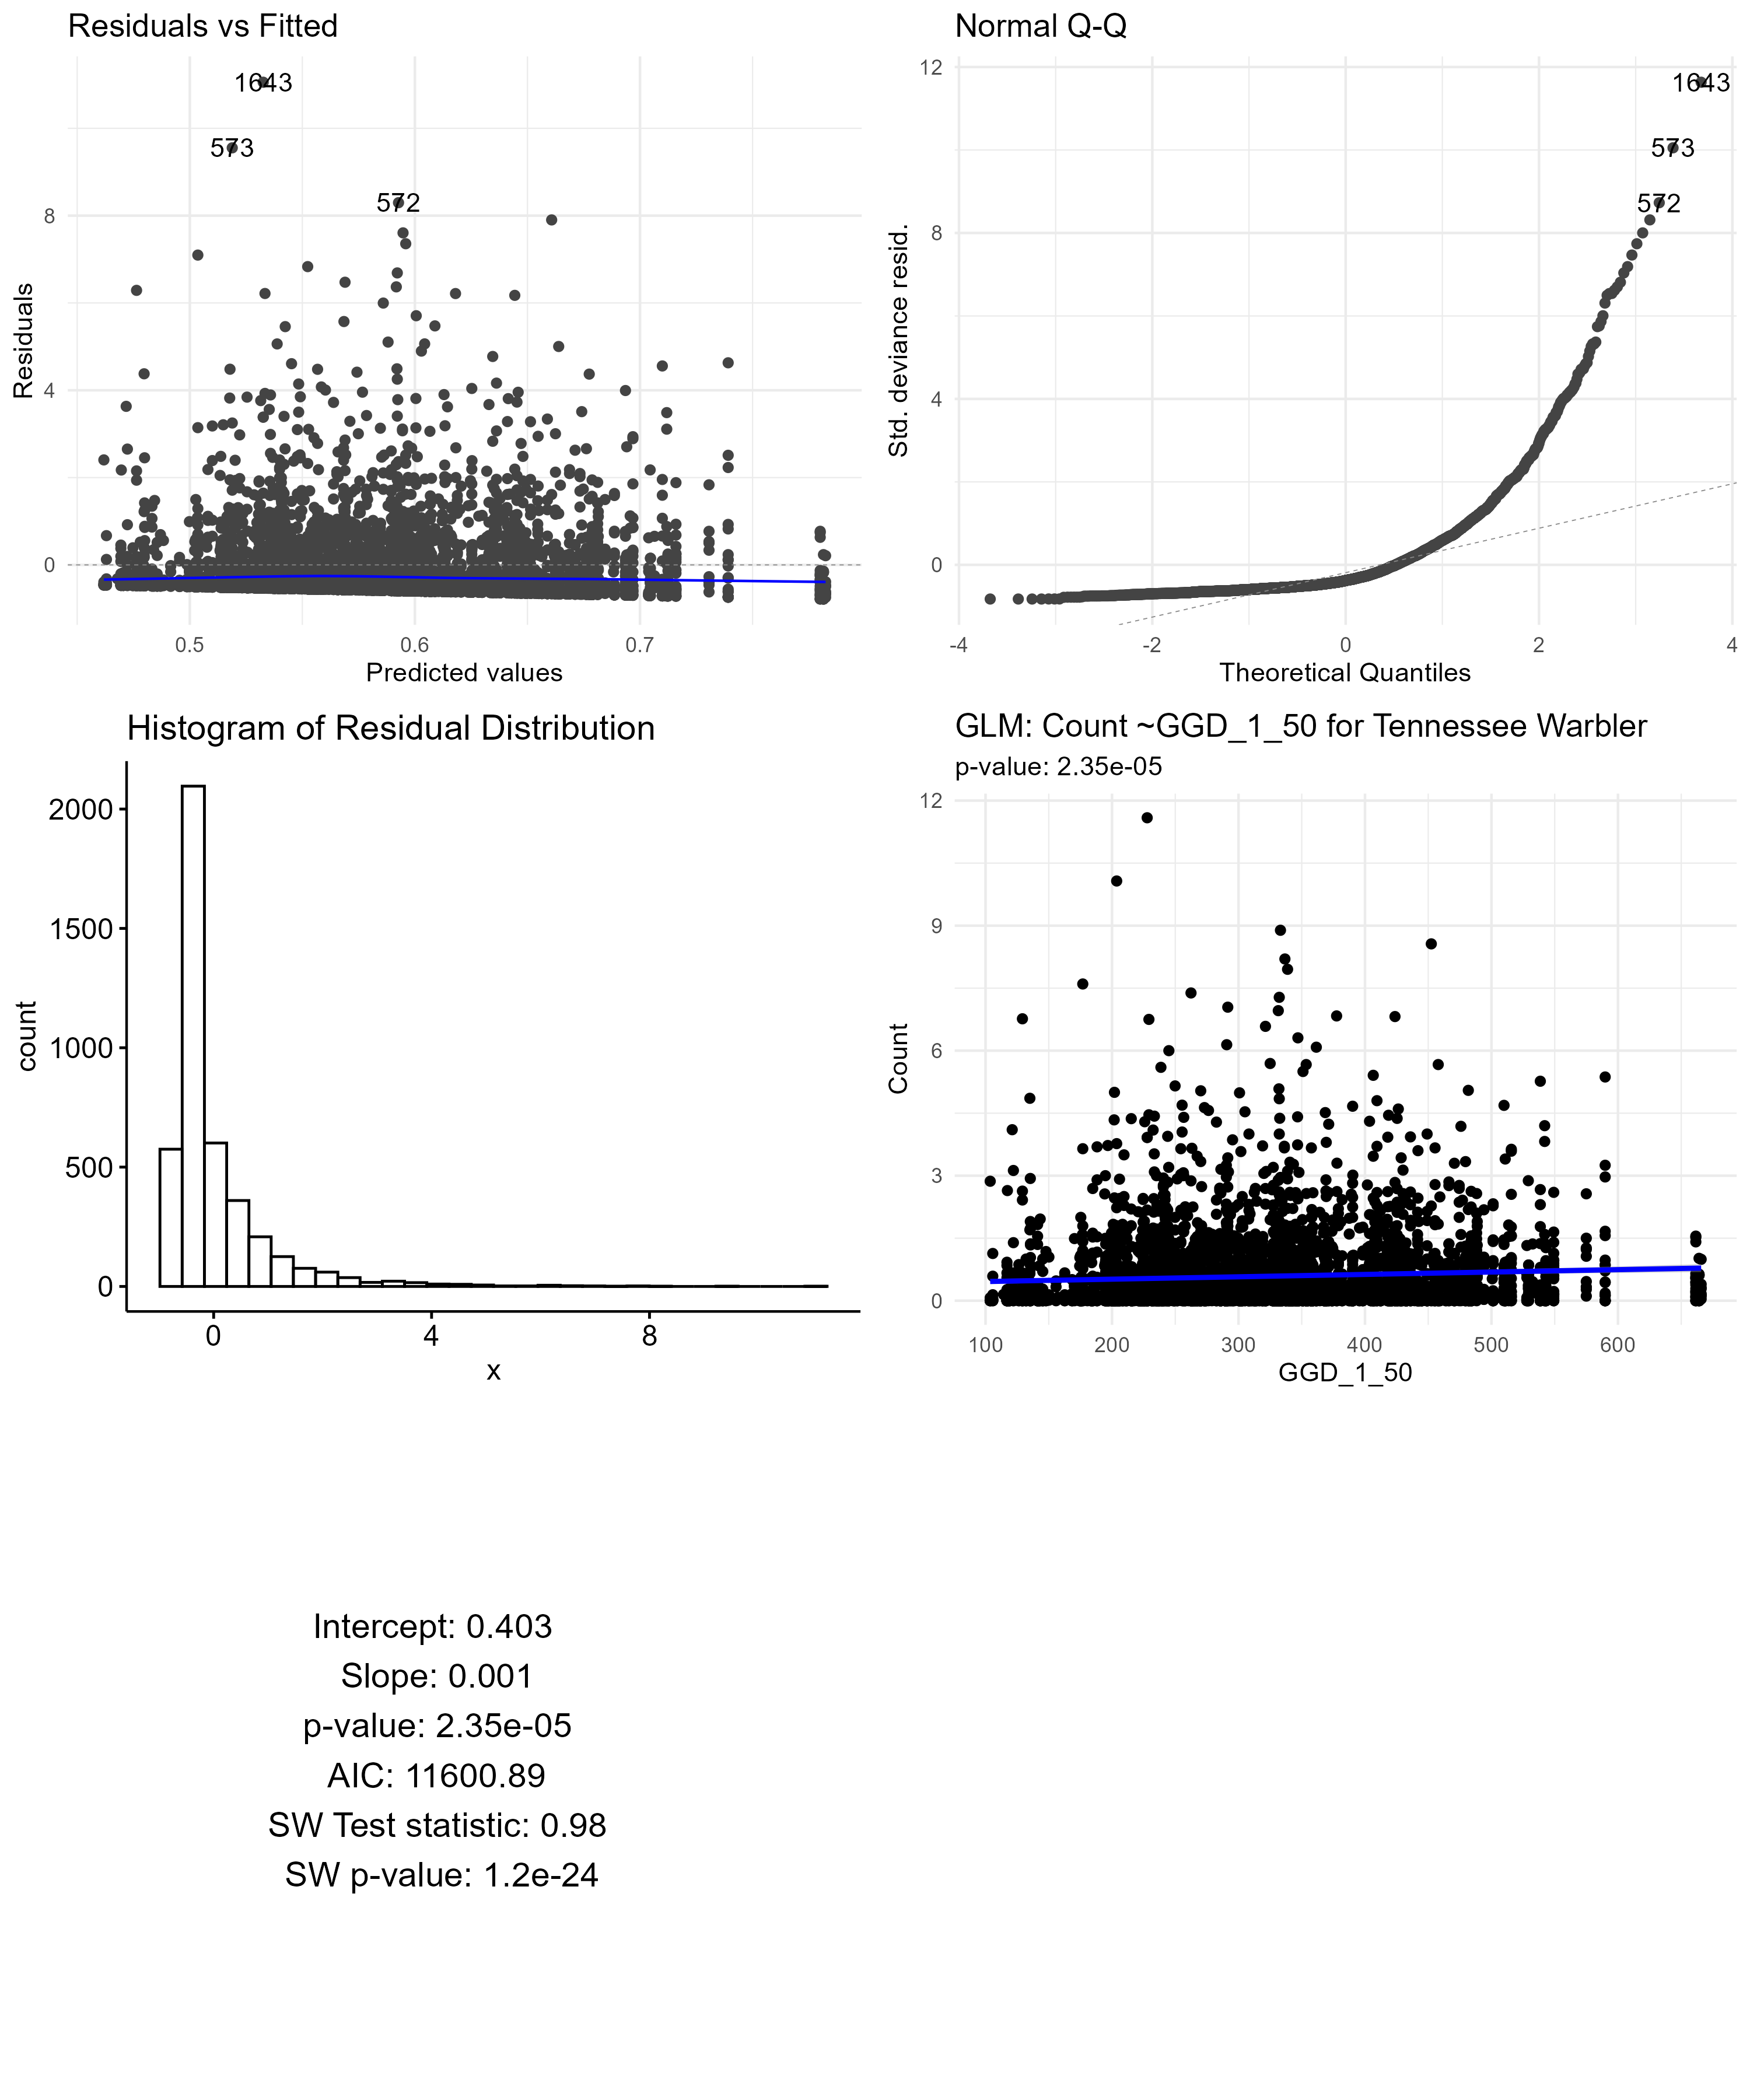 Residuals vs Fitted
1643
573
572
8
4
0
Residuals
0.5 0.6 0.7
Predicted values
Normal Q-Q
12
8
4
0
1643
573
572
Std. deviance resid.
-4 -2 0 2 4
Theoretical Quantiles
Histogram of Residual Distribution
2000
1500
1000
500
0
count
0 4 8
x
GLM: Count ~GGD_1_50 for Tennessee Warbler
p-value: 2.35e-05
12
9
6
3
0
Count
100 200 300 400 500 600
GGD_1_50
Intercept: 0.403
Slope: 0.001
p-value: 2.35e-05
AIC: 11600.89
SW Test statistic: 0.98
SW p-value: 1.2e-24